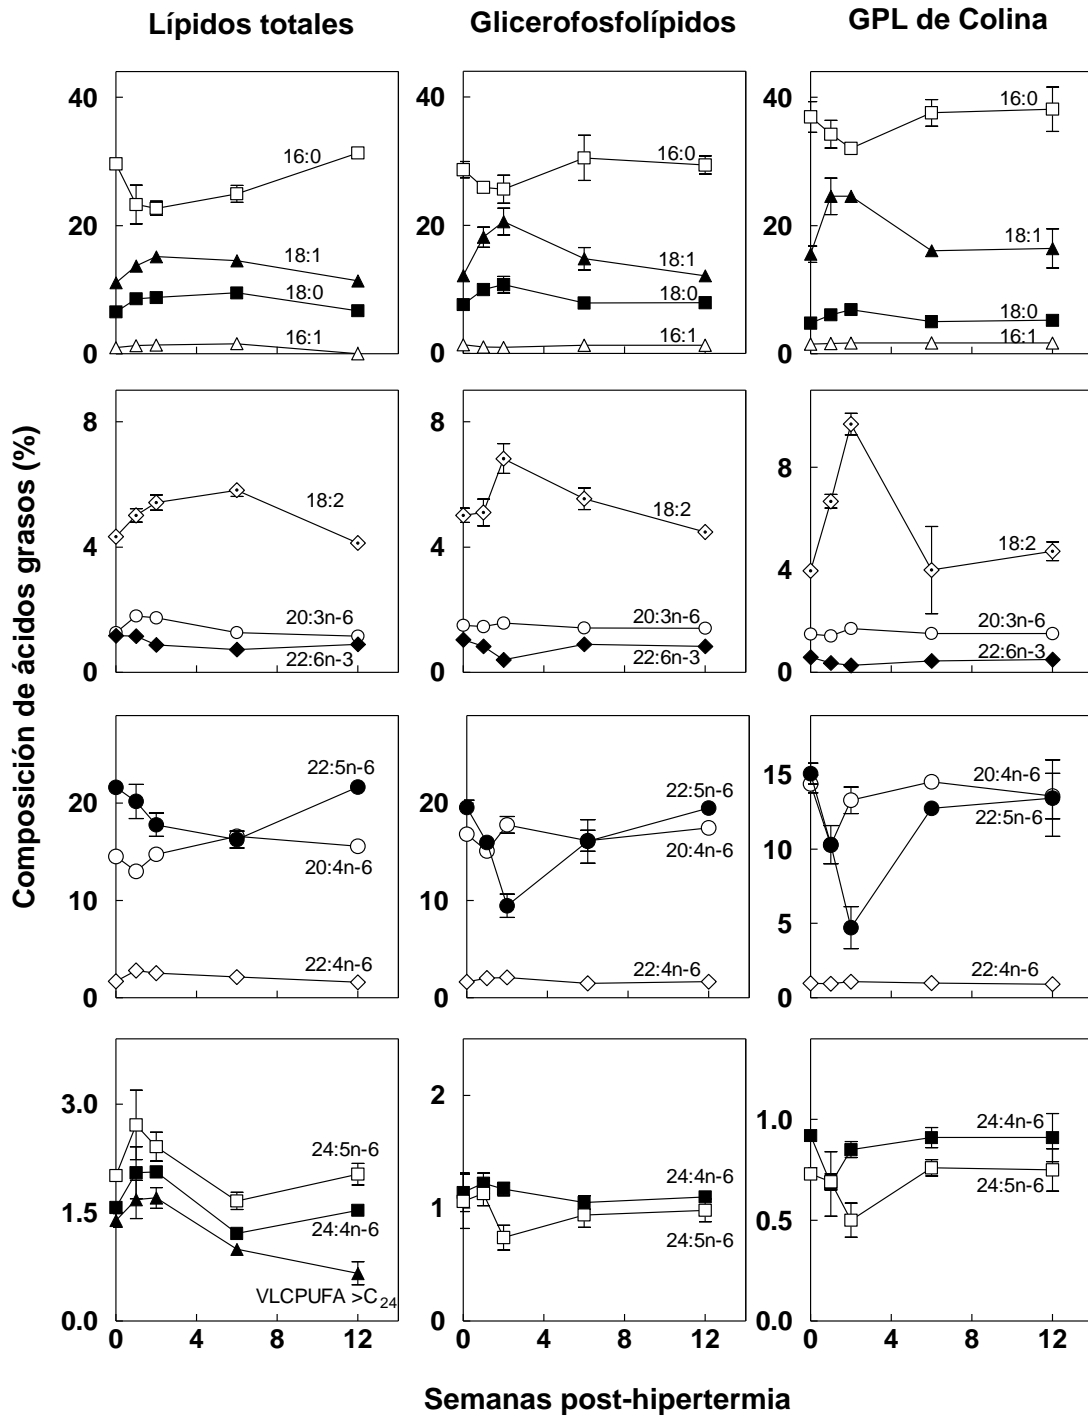 Lípidos totales
Glicerofosfolípidos
GPL de Colina
Composición de ácidos grasos (%)
40
20
0
16:0
18:1
18:0
16:1
40
20
0
16:0
18:1
18:0
16:1
40
20
0
16:0
18:1
18:0
16:1
8
4
0
18:2
20:3n-6
22:6n-3
8
4
0
18:2
20:3n-6
22:6n-3
8
4
0
18:2
20:3n-6
22:6n-3
20
10
0
22:5n-6
20:4n-6
22:4n-6
20
10
0
22:5n-6
20:4n-6
22:4n-6
15
10
5
0
20:4n-6
22:5n-6
22:4n-6
3.0
1.5
0.0
24:5n-6
24:4n-6
VLCPUFA >C24
0 4 8 12
2
1
0
24:4n-6
24:5n-6
0 4 8 12
1.0
0.5
0.0
24:4n-6
24:5n-6
0 4 8 12
Semanas post-hipertermia